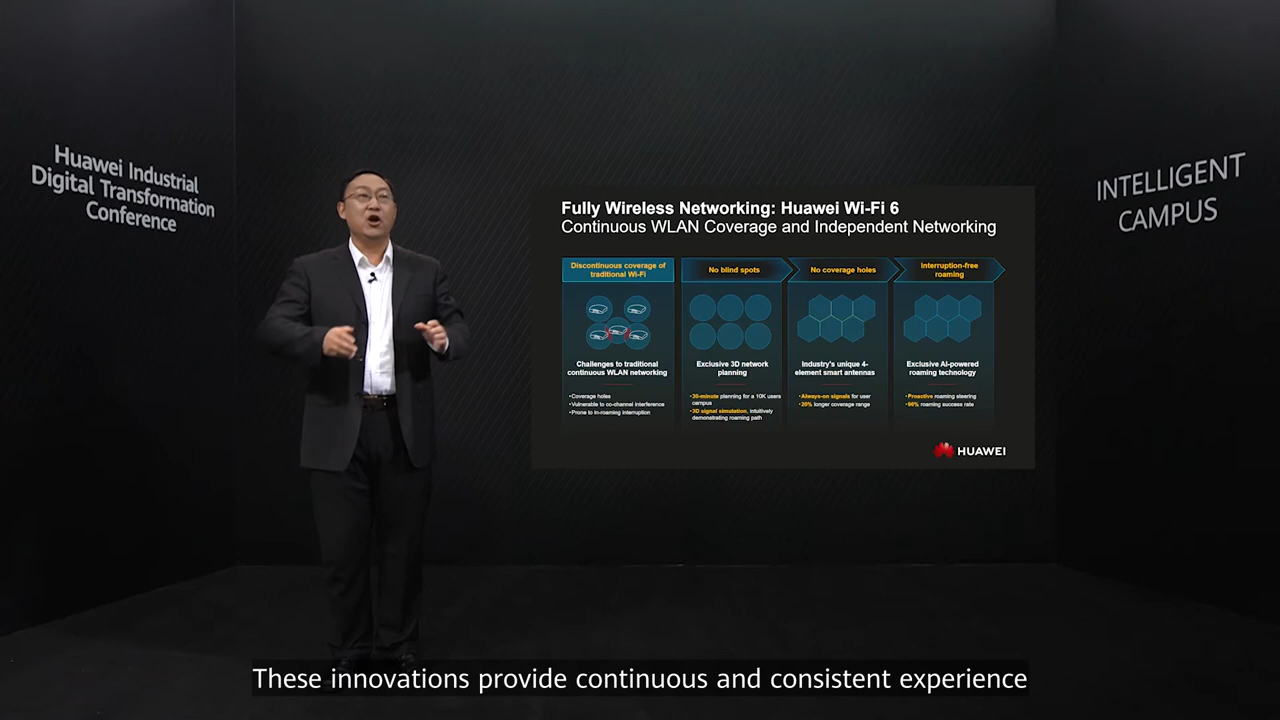 Huawei Industrial
Digital Transformation
Conference
INTELLIGENT
CAMPUS
Fully Wireless Networking: Huawei Wi-Fi 6
Continuous WLAN Coverage and Independent Networking
Discontinuous coverage of
traditional Wi-Fi
No blind spots
No coverage holes
Interruption-free
roaming
Challenges to traditional
continuous WLAN networking
•Coverage holes
•Vulnerable to co-channel interference
•Prone to in-roaming interruption
Exclusive 3D network
planning
•30-minute planning for a 10K users
campus
•3D signal simulation, intuitively
demonstrating roaming path
Industry's unique 4-
element smart antennas
•Always-on signals for user
•20% longer coverage range
Exclusive AI-powered
roaming technology
•Proactive roaming steering
roaming success rate
HUAWEI
These innovations provide continuous and consistent experience